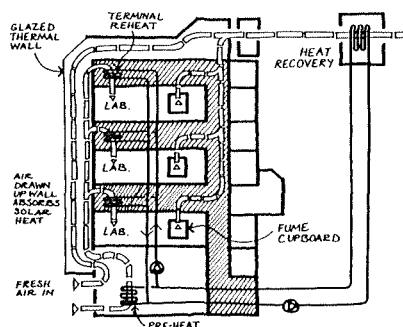 GLAZED
THERMAL
WALL
TERMINAL
REHEAT
HEAT
RECOVERY
LAB.
LAB.
LAB.
AIR
DRAWN
UP WALL
ABSORBS
SOLAR
HEAT
FUME
CUPBOARD
FRESH
AIR IN
PRE-HEAT